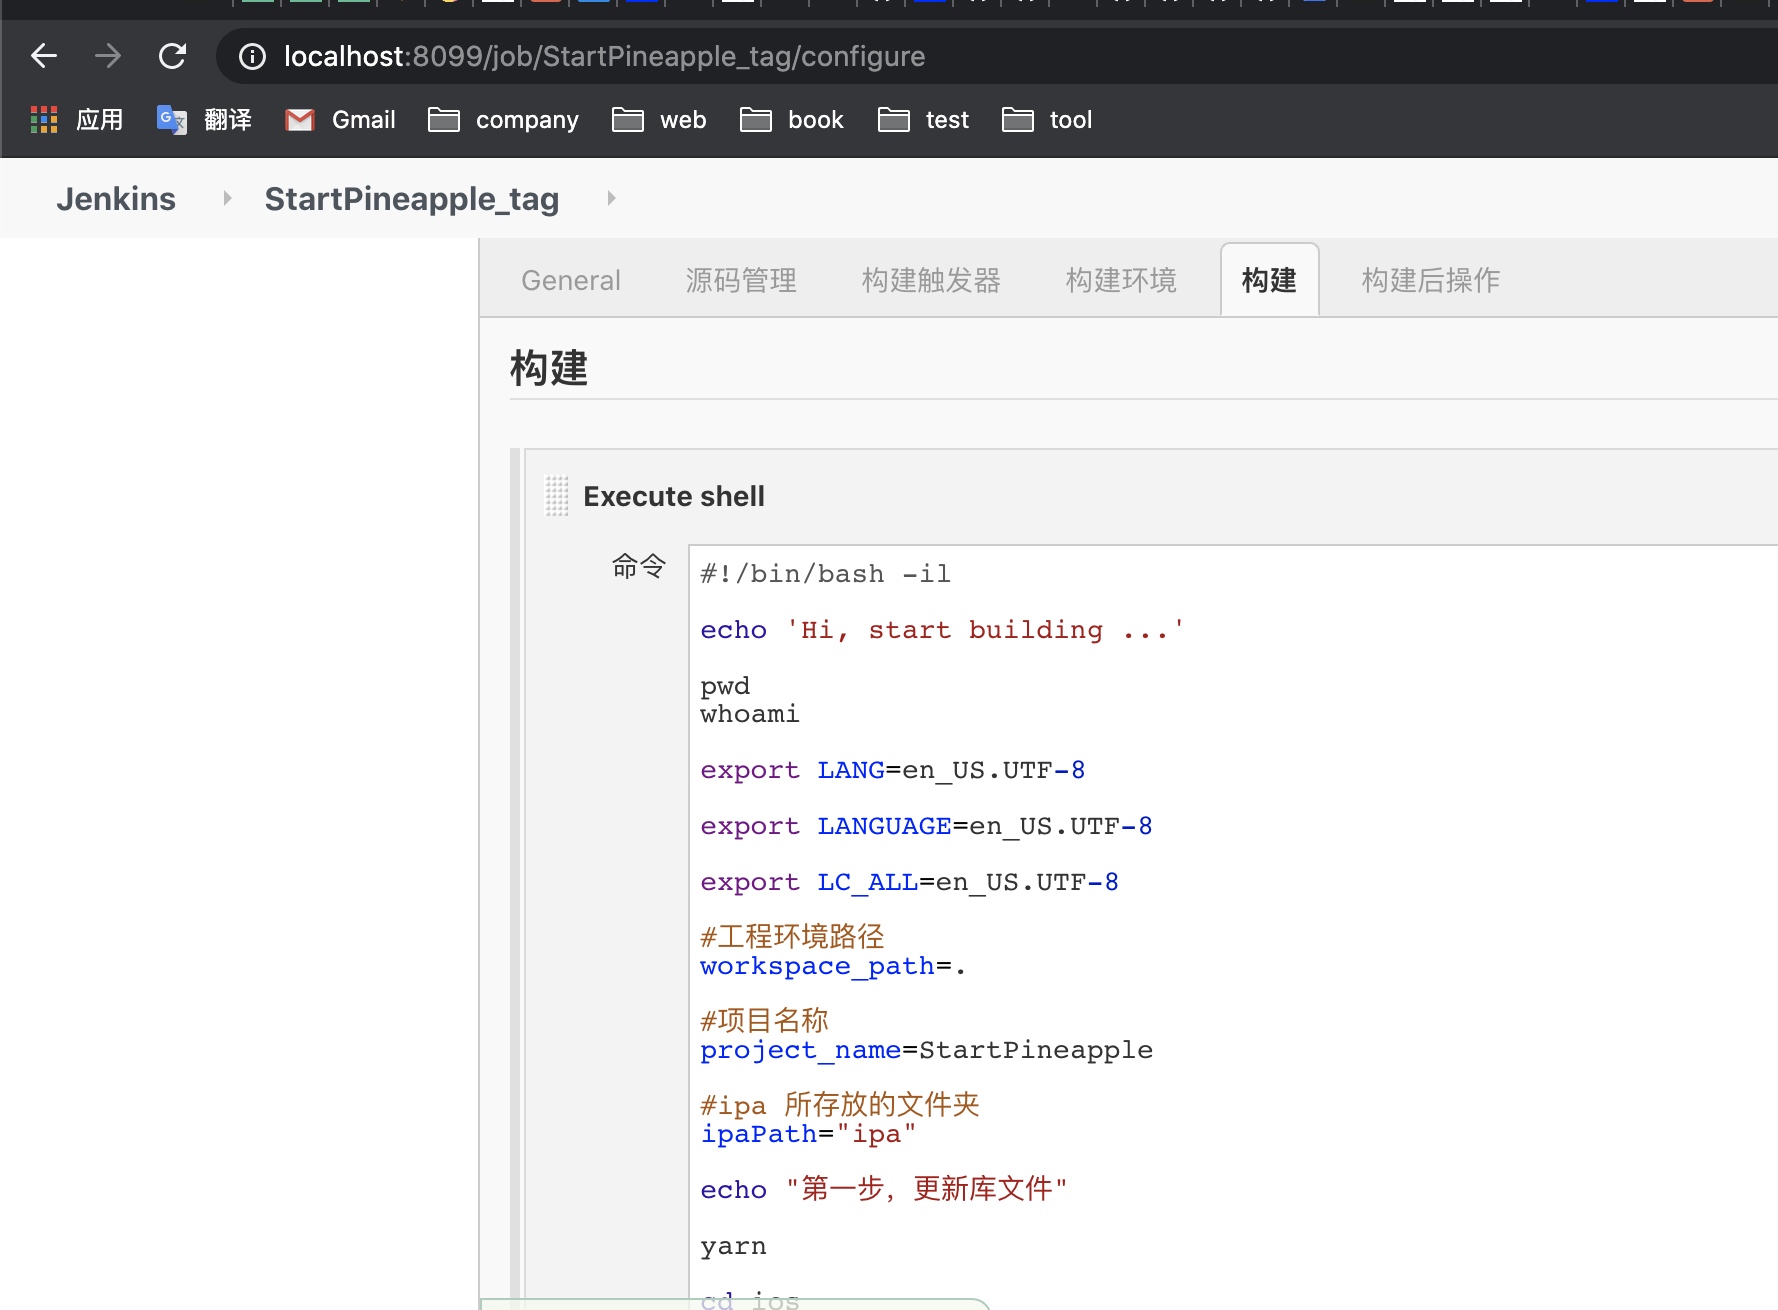 localhost:8099/job/StartPineapple_tag/configure
应用 翻译 Gmail company web book test tool
Jenkins StartPineapple_tag
General 源码管理 构建触发器 构建环境 构建 构建后操作
构建
Execute shell
命令
#!/bin/bash -il
echo 'Hi, start building ...'
pwd
whoami
export LANG=en_US.UTF-8
export LANGUAGE=en_US.UTF-8
export LC_ALL=en_US.UTF-8
#工程环境路径
workspace_path=.
#项目名称
project_name=StartPineapple
#ipa 所存放的文件夹
ipaPath="ipa"
echo "第一步，更新库文件"
yarn
cd ios